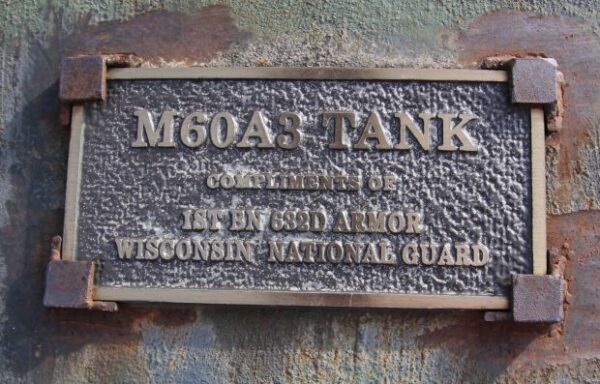 M60A3 TANK
COMPLIMENTS OF
1ST BN 632D ARMOR
WISCONSIN NATIONAL GUARD